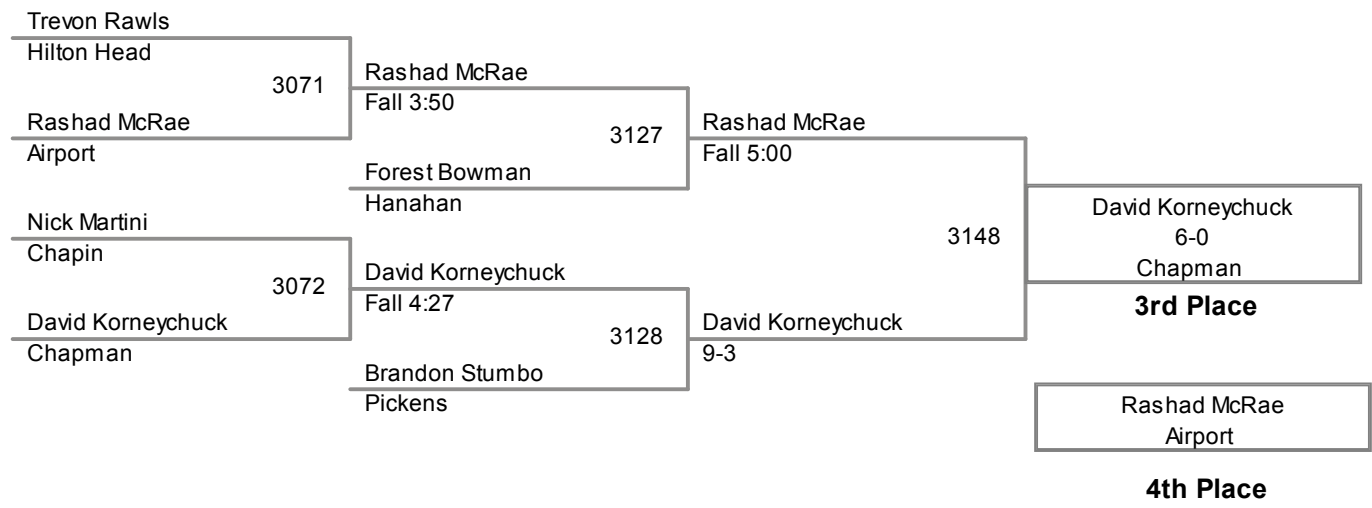 Trevon Rawls
Hilton Head
3071
Rashad McRae
Airport
Rashad McRae
Fall 3:50
3127
Forest Bowman
Hanahan
Nick Martini
Chapin
3072
David Korneychuck
Chapman
David Korneychuck
Fall 4:27
3128
Brandon Stumbo
Pickens
Rashad McRae
Fall 5:00
3148
David Korneychuck
9-3
David Korneychuck
6-0
Chapman
3rd Place
Rashad McRae
Airport
4th Place